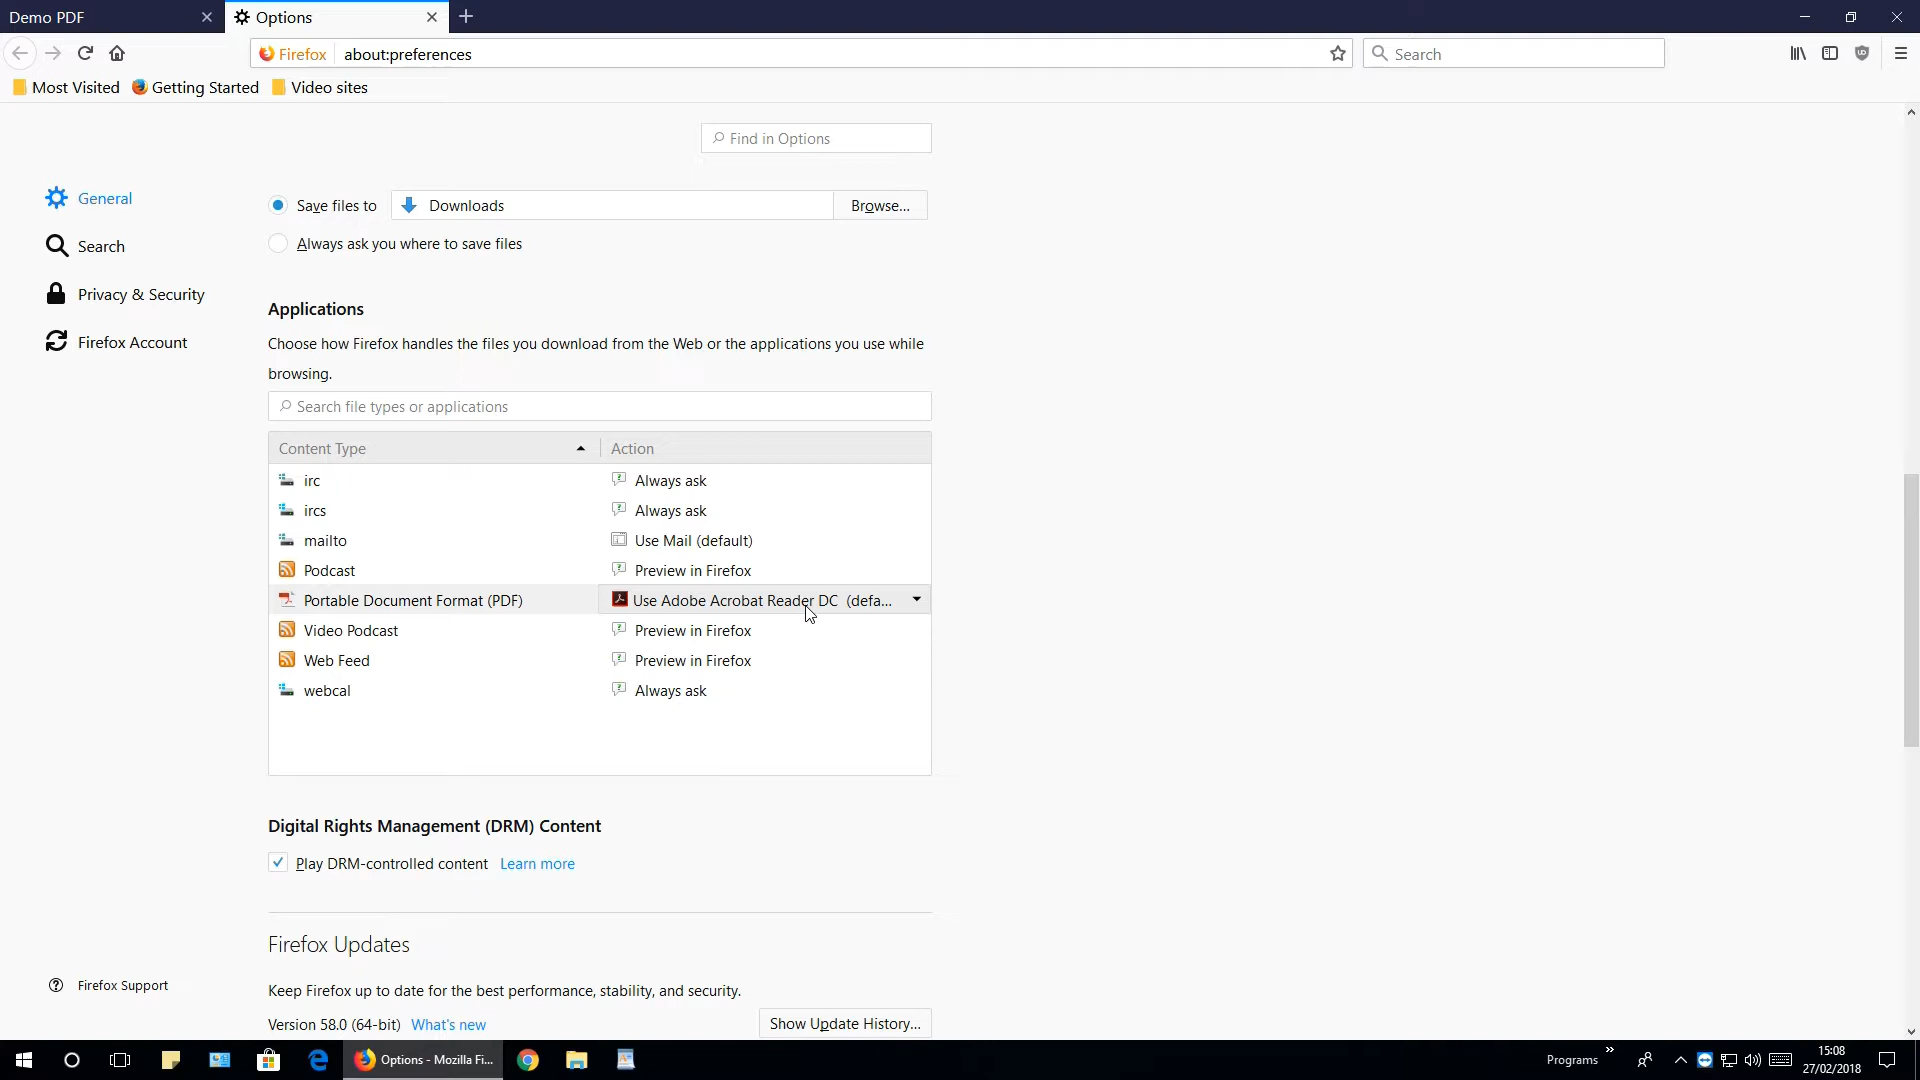 Demo PDF
Options
Firefox
about:preferences
Search
Most Visited
Getting Started
Video sites
Find in Options
General
Search
Privacy & Security
Firefox Account
Save files to
Downloads
Browse...
Always ask you where to save files
Applications
Choose how Firefox handles the files you download from the Web or the applications you use while
browsing.
Search file types or applications
Content Type
Action
irc
Always ask
ircs
Always ask
mailto
Use Mail (default)
Podcast
Preview in Firefox
Portable Document Format (PDF)
Use Adobe Acrobat Reader DC (defa...
Video Podcast
Preview in Firefox
Web Feed
Preview in Firefox
webcal
Always ask
Digital Rights Management (DRM) Content
Play DRM-controlled content
Learn more
Firefox Updates
Firefox Support
Keep Firefox up to date for the best performance, stability, and security.
Version 58.0 (64-bit)
What's new
Show Update History...
Options - Mozilla Fi...
Programs
15:08
27/02/2018